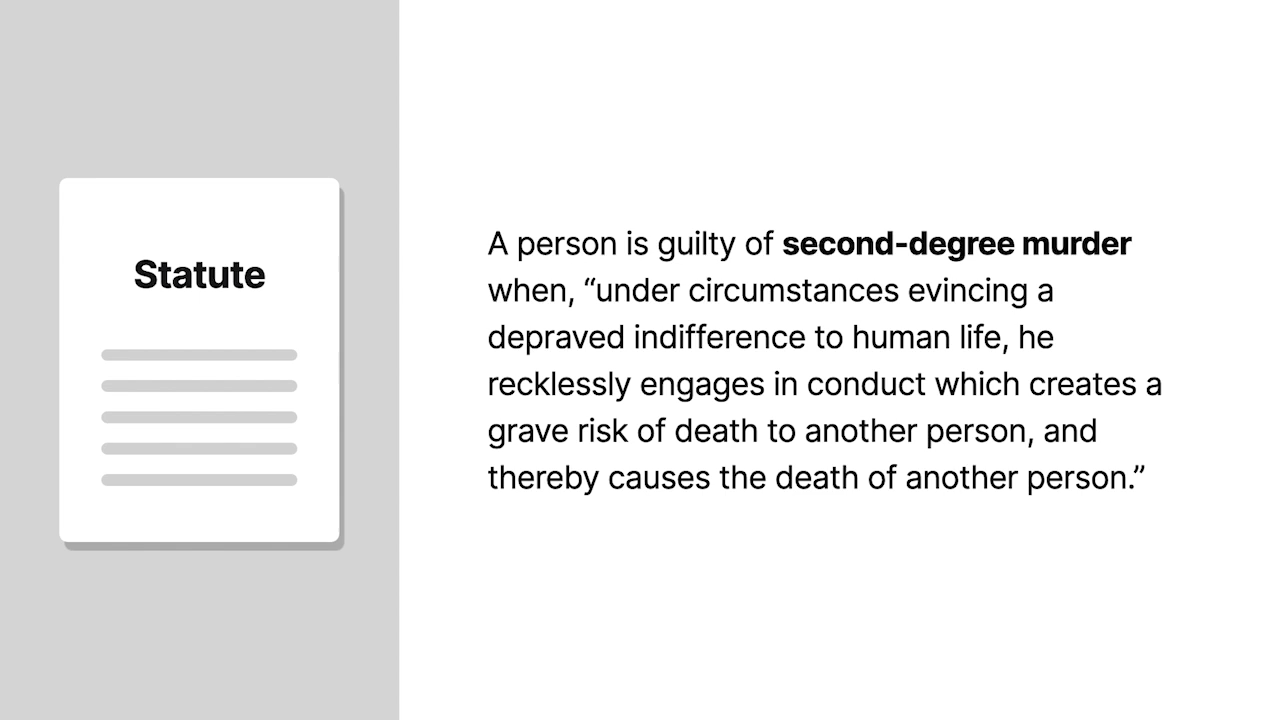 Statute
A person is guilty of second-degree murder
when, “under circumstances evincing a
depraved indifference to human life, he
recklessly engages in conduct which creates a
grave risk of death to another person, and
thereby causes the death of another person.”